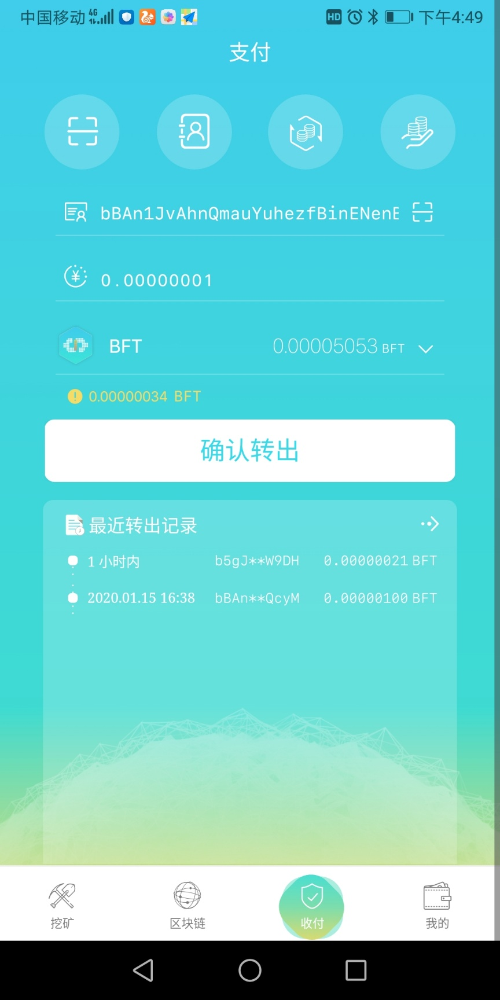 中国移动 4G HD 下午4:49
支付
bBAn1JvAhnQmauYuhezfBinENenE
0.00000001
BFT 0.00005053 BFT
0.00000034 BFT
确认转出
最近转出记录
1 小时内 b5gJ**W9DH 0.00000021 BFT
2020.01.15 16:38 bBAn**QcyM 0.00000100 BFT
挖矿 区块链 收付 我的